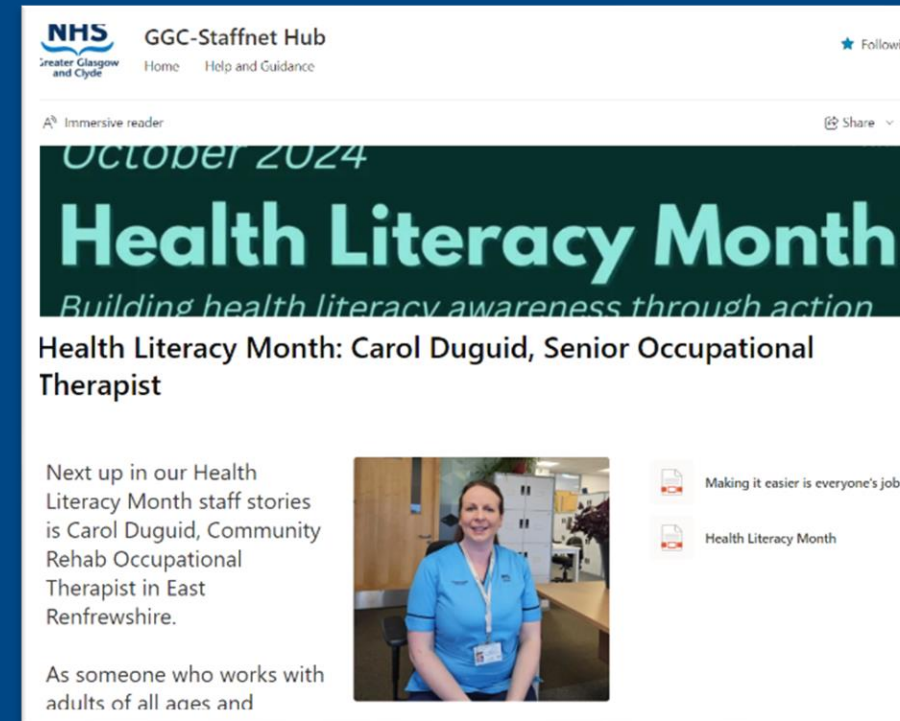 NHS
Greater Glasgow
and Clyde
GGC-Staffnet Hub
Home Help and Guidance
Followi
Immersive reader
Share
October 2024
Health Literacy Month
Building health literacy awareness through action
Health Literacy Month: Carol Duguid, Senior Occupational
Therapist
Next up in our Health
Literacy Month staff stories
is Carol Duguid, Community
Rehab Occupational
Therapist in East
Renfrewshire.
As someone who works with
adults of all ages and
Making it easier is everyone's job
Health Literacy Month